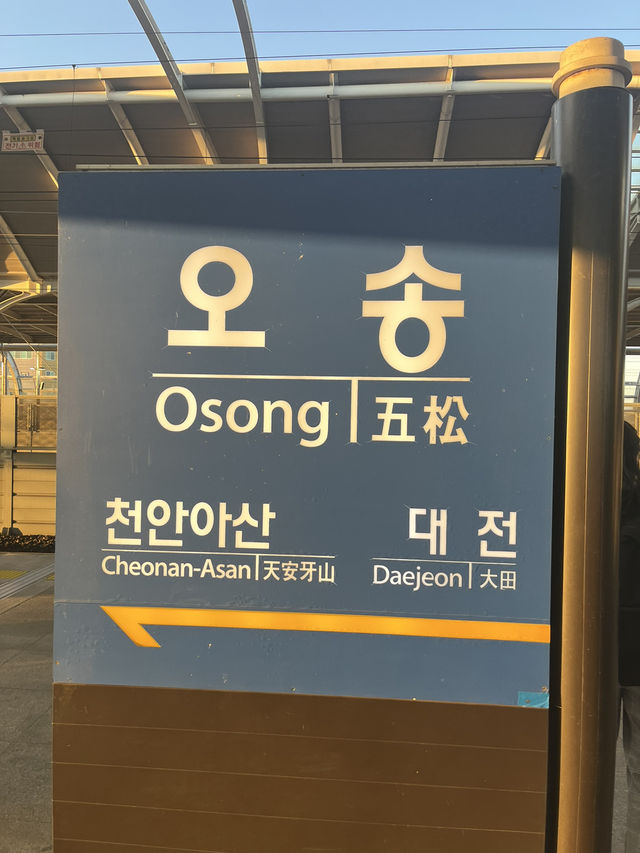 오 송
Osong 五松
천안아산 대 전
Cheonan-Asan 天安牙山 Daejeon 大田